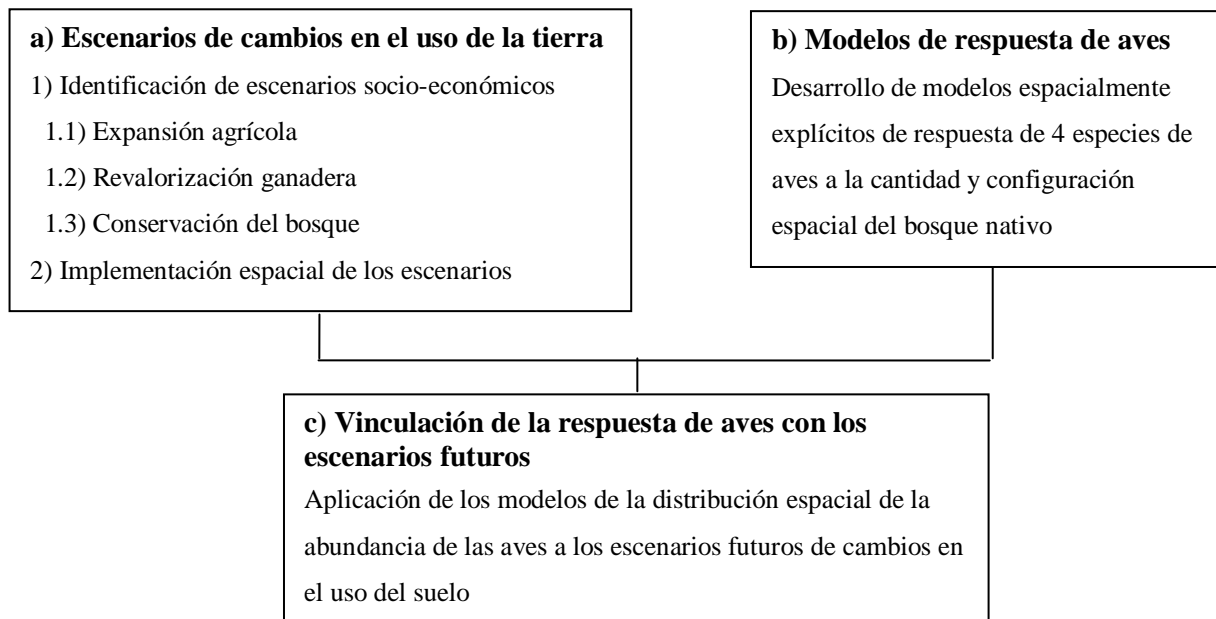 a) Escenarios de cambios en el uso de la tierra
1) Identificación de escenarios socio-económicos
1.1) Expansión agrícola
1.2) Revalorización ganadera
1.3) Conservación del bosque
2) Implementación espacial de los escenarios
b) Modelos de respuesta de aves
Desarrollo de modelos espacialmente
explícitos de respuesta de 4 especies de
aves a la cantidad y configuración
espacial del bosque nativo
c) Vinculación de la respuesta de aves con los
escenarios futuros
Aplicación de los modelos de la distribución espacial de la
abundancia de las aves a los escenarios futuros de cambios en
el uso del suelo